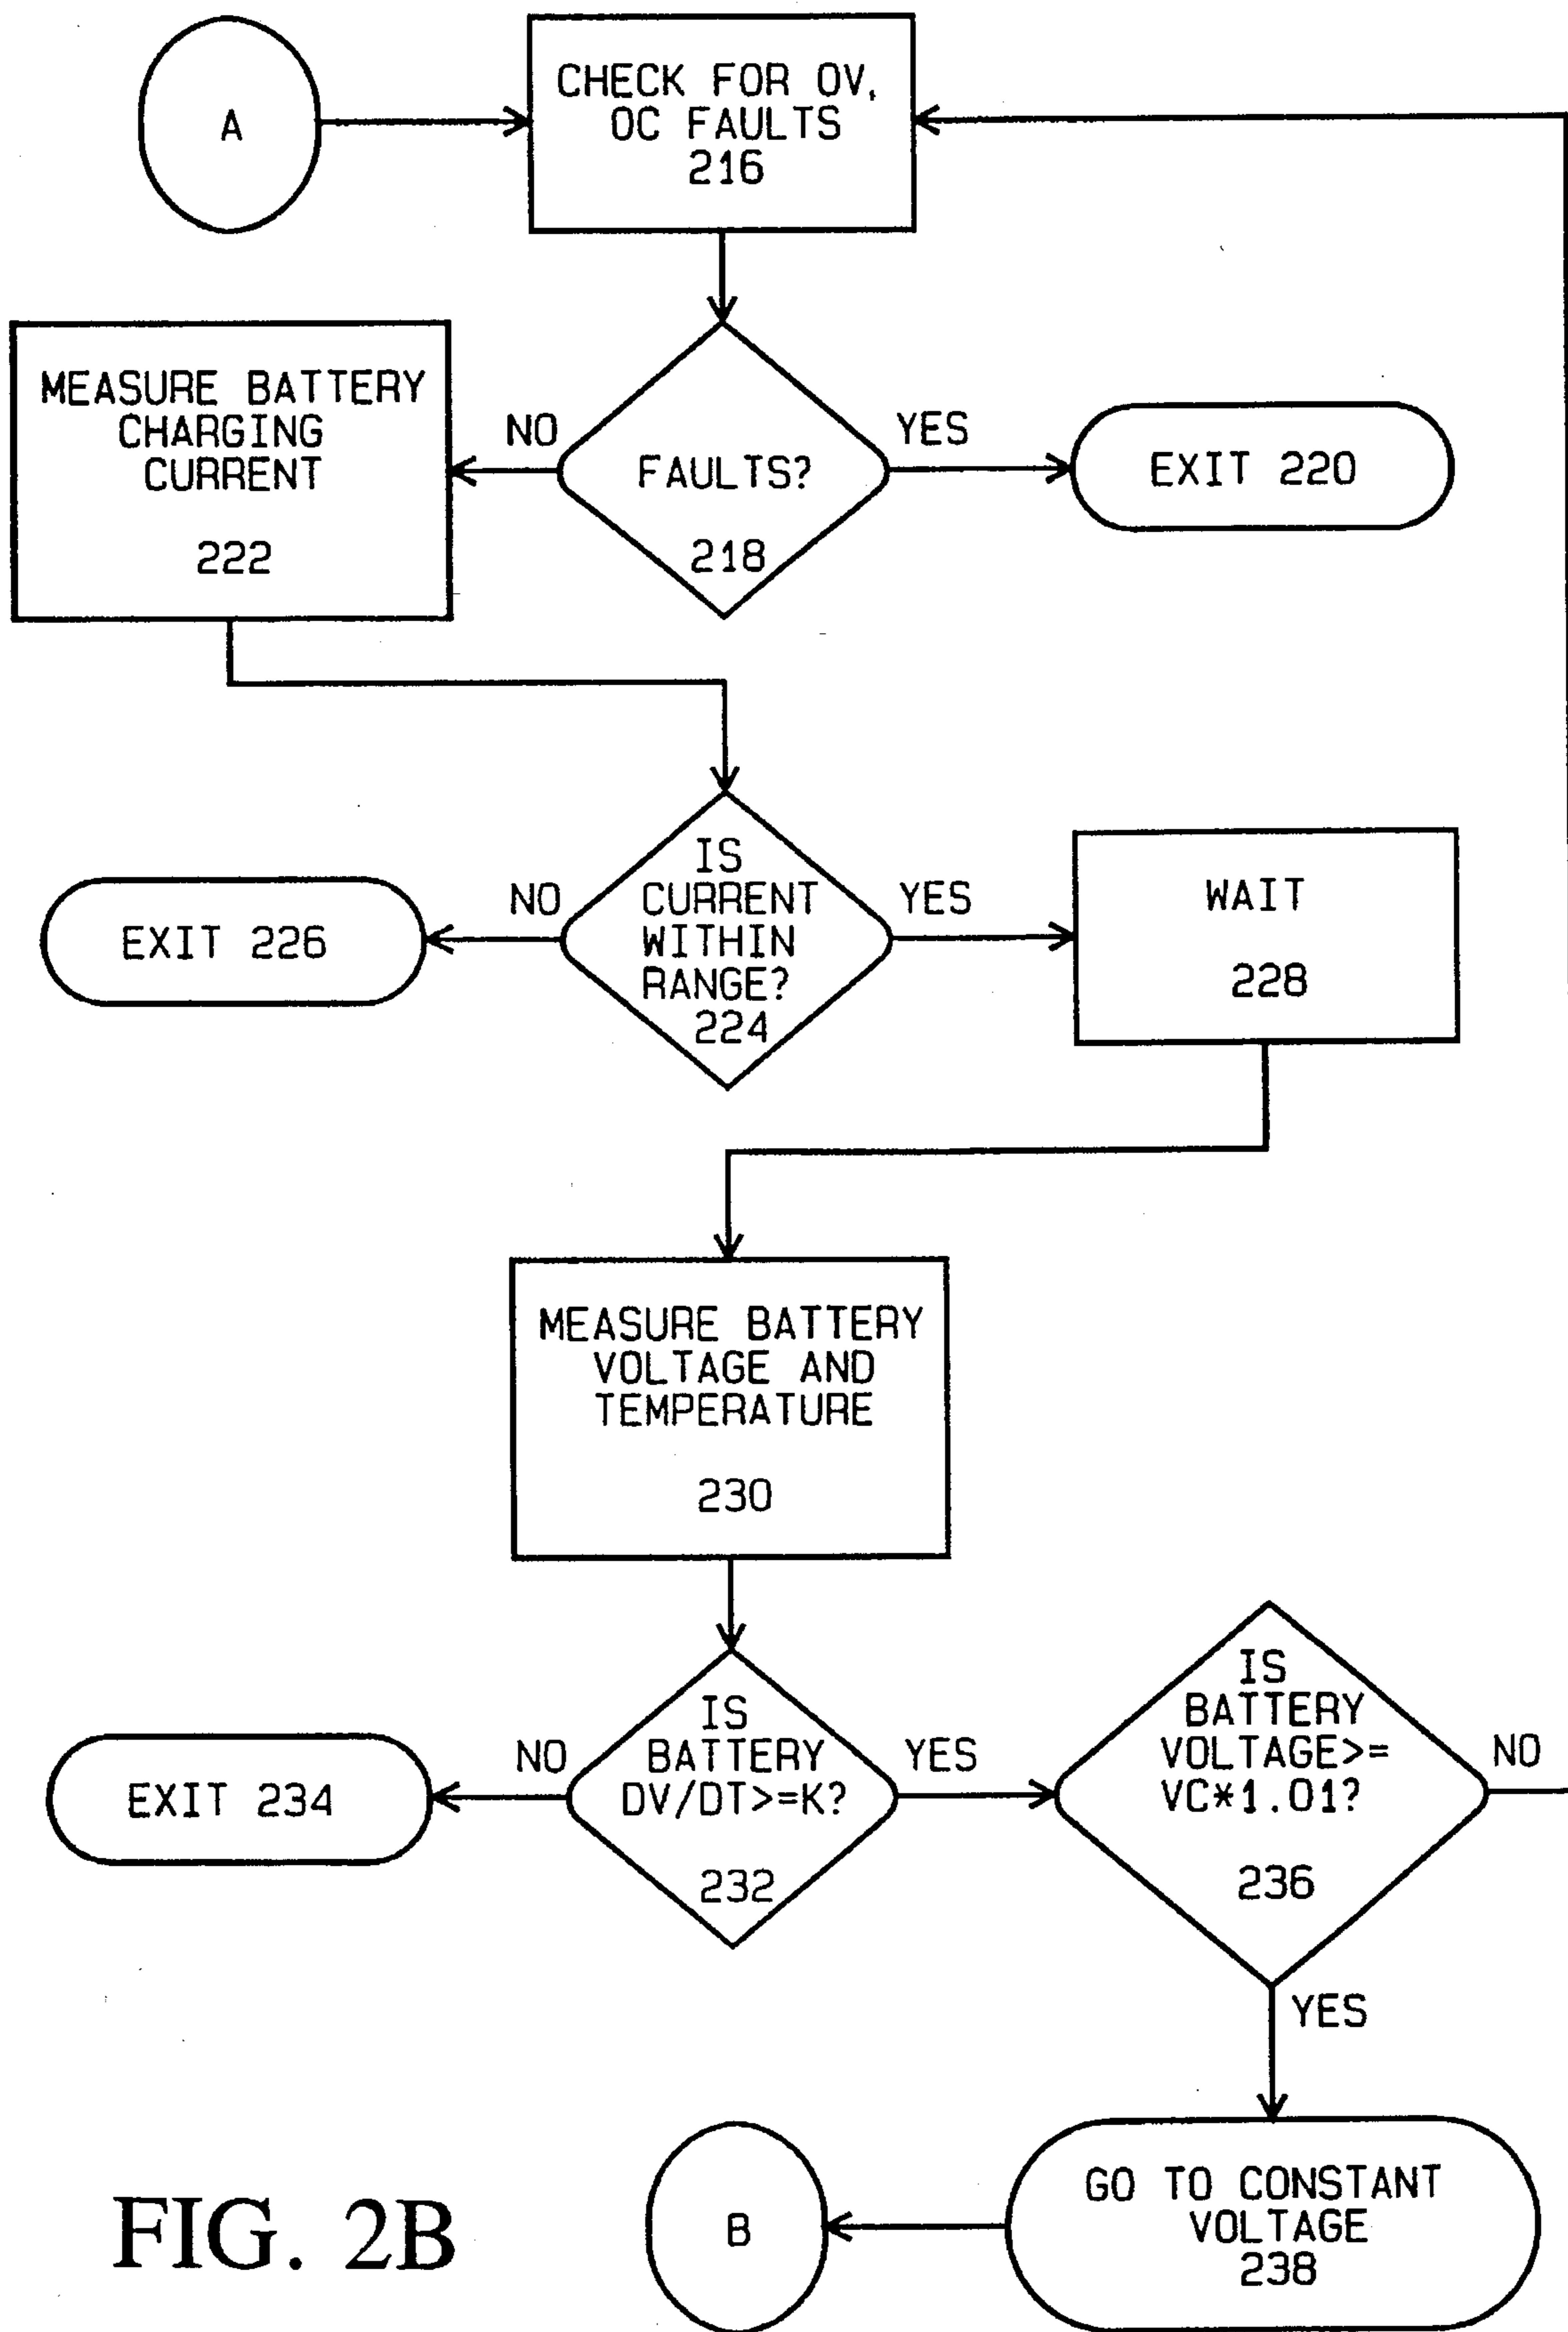 A
CHECK FOR OV,
OC FAULTS
216
MEASURE BATTERY
CHARGING
CURRENT
222
NO
FAULTS?
218
YES
EXIT 220
EXIT 226
NO
IS
CURRENT
WITHIN
RANGE?
224
YES
WAIT
228
MEASURE BATTERY
VOLTAGE AND
TEMPERATURE
230
EXIT 234
NO
IS
BATTERY
DV/DT>=K?
232
YES
IS
BATTERY
VOLTAGE>=
VC*1.01?
236
NO
YES
GO TO CONSTANT
VOLTAGE
238
B
FIG. 2B